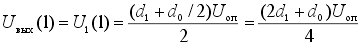 U_вых(1) = U_1(1) = (d_1 + d_0 / 2)U_оп / 2 = (2d_1 + d_0)U_оп / 4